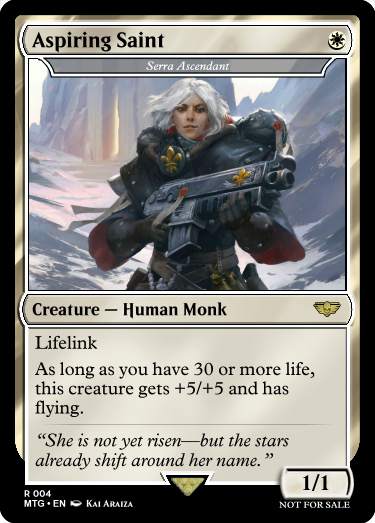 Aspiring Saint
Serra Ascendant
Creature — Human Monk
Lifelink
As long as you have 30 or more life,
this creature gets +5/+5 and has
flying.
“She is not yet risen—but the stars
already shift around her name.”
1/1
R 004
MTG • EN Kai Araiza
NOT FOR SALE